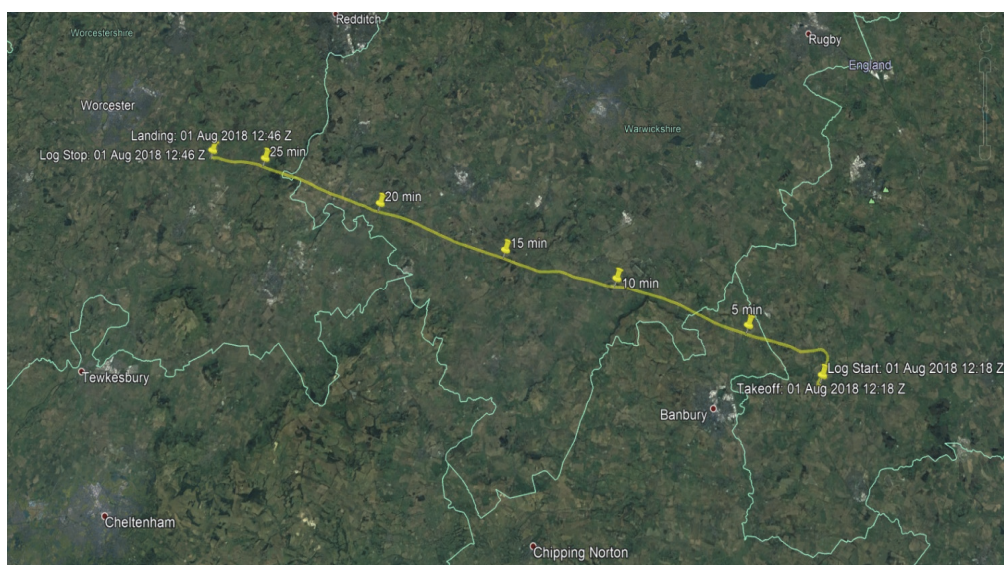 Redditch
Worcestershire
Rugby
England
Worcester
Warwickshire
Landing: 01 Aug 2018 12:46 Z
Log Stop: 01 Aug 2018 12:46 Z
25 min
20 min
15 min
10 min
5 min
Log Start: 01 Aug 2018 12:18 Z
Tewkesbury
Takeoff: 01 Aug 2018 12:18 Z
Banbury
Cheltenham
Chipping Norton